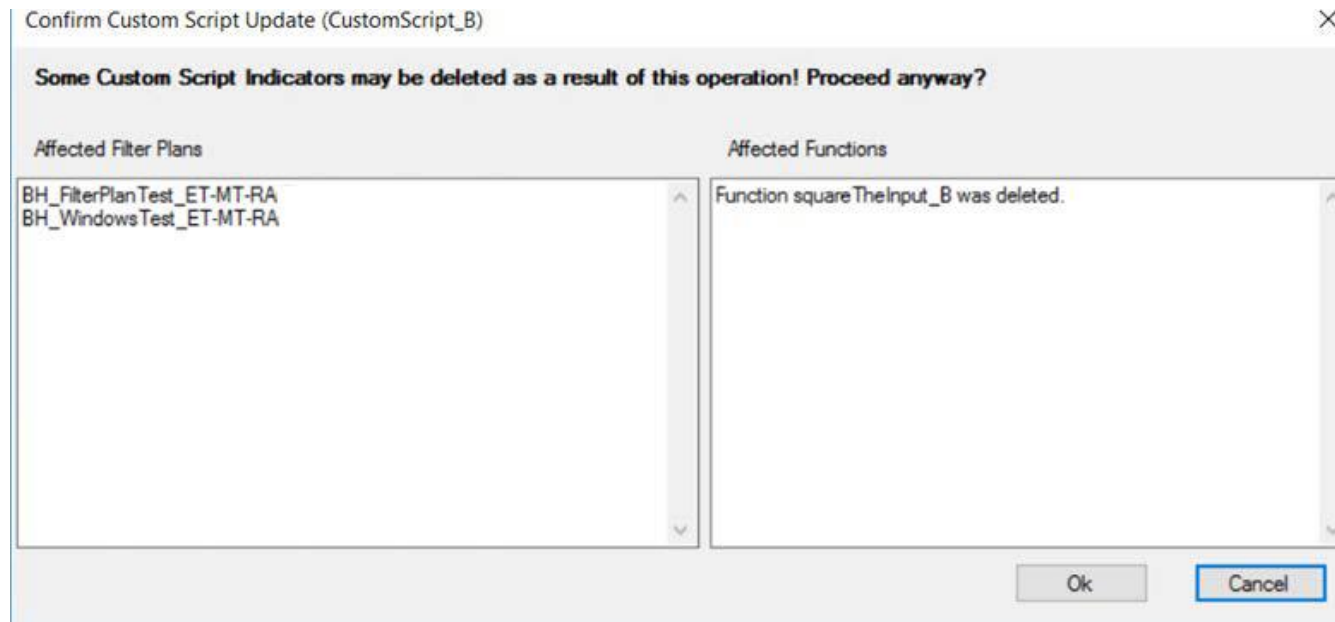 Confirm Custom Script Update (CustomScript_B)
Some Custom Script Indicators may be deleted as a result of this operation! Proceed anyway?
Affected Filter Plans
Affected Functions
BH_FilterPlanTest_ET-MT-RA
BH_WindowsTest_ET-MT-RA
Function squareTheInput_B was deleted.
Ok
Cancel